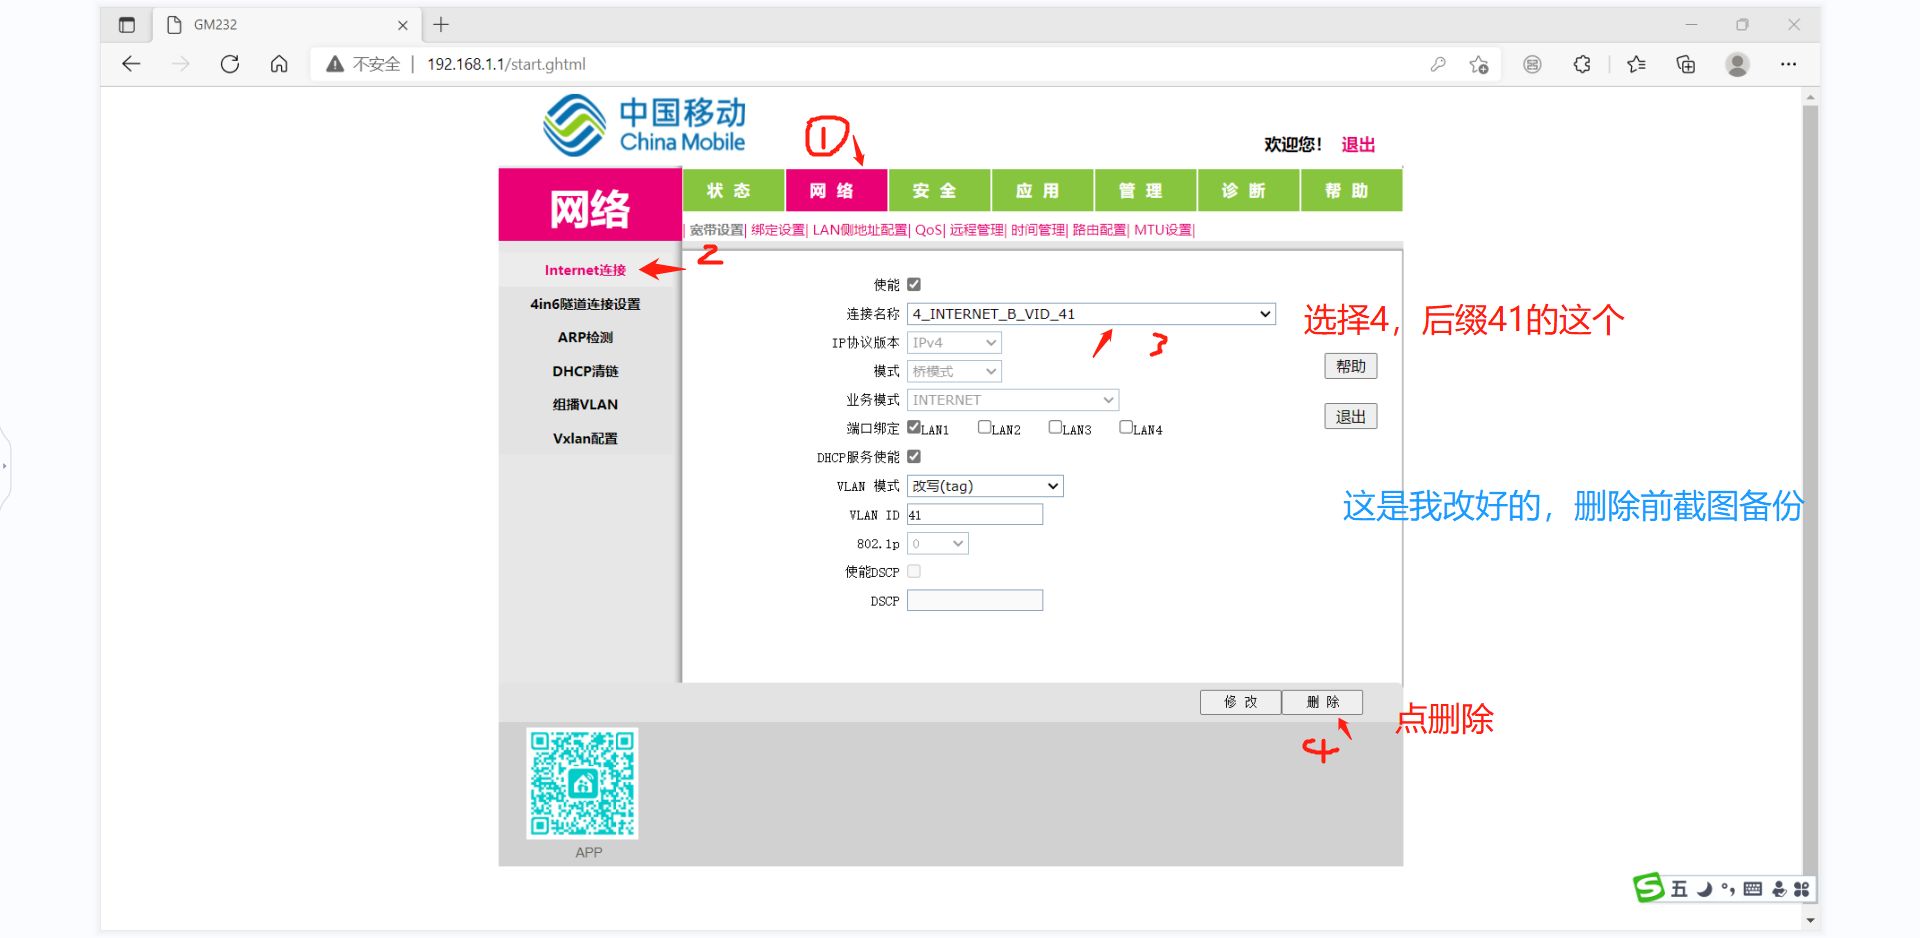 GM232
不安全 | 192.168.1.1/start.ghtml
中国移动
China Mobile
①
欢迎您！ 退出
网络
状 态 网 络 安 全 应 用 管 理 诊 断 帮 助
| 宽带设置| 绑定设置| LAN侧地址配置| QoS| 远程管理| 时间管理| 路由配置| MTU设置|
2
Internet连接
4in6隧道连接设置
ARP检测
DHCP清链
组播VLAN
Vxlan配置
使能
连接名称 4_INTERNET_B_VID_41
选择4，后缀41的这个
3
IP协议版本 IPv4
模式 桥模式
业务模式 INTERNET
端口绑定 LAN1 LAN2 LAN3 LAN4
DHCP服务使能
VLAN 模式 改写(tag)
VLAN ID 41
802.1p 0
使能DSCP
DSCP
帮助
退出
这是我改好的，删除前截图备份
修 改 删 除
点删除
4
APP
五